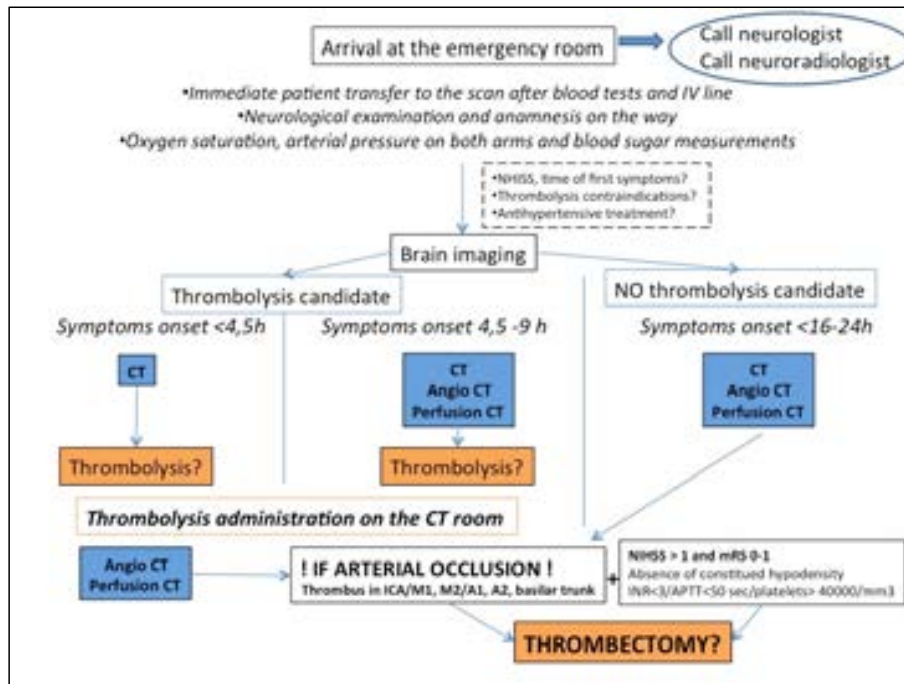 Arrival at the emergency room
Call neurologist
Call neuroradiologist
•Immediate patient transfer to the scan after blood tests and IV line
•Neurological examination and anamnesis on the way
•Oxygen saturation, arterial pressure on both arms and blood sugar measurements
•NHISS, time of first symptoms?
•Thrombolysis contraindications?
•Antihypertensive treatment?
Brain imaging
Thrombolysis candidate
NO thrombolysis candidate
Symptoms onset <4,5h
Symptoms onset 4,5 -9 h
Symptoms onset <16-24h
CT
CT
Angio CT
Perfusion CT
CT
Angio CT
Perfusion CT
Thrombolysis?
Thrombolysis?
Thrombolysis administration on the CT room
Angio CT
Perfusion CT
! IF ARTERIAL OCCLUSION !
Thrombus in ICA/M1, M2/A1, A2, basilar trunk
+
NIHSS > 1 and mRS 0-1
Absence of constitued hypodensity
INR<3/APTT<50 sec/platelets> 40000/mm3
THROMBECTOMY?